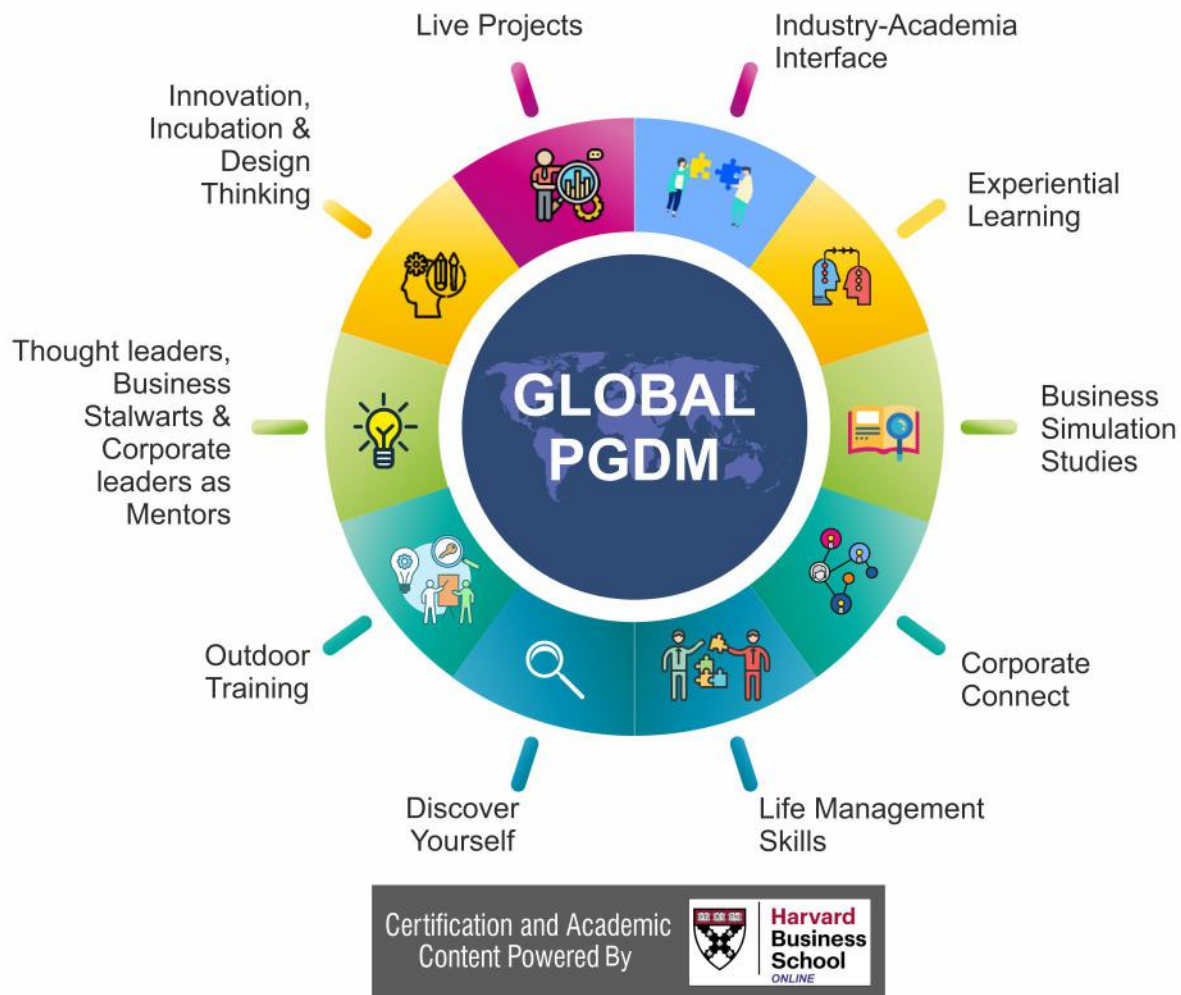 Live Projects
Industry-Academia
Interface
Innovation,
Incubation &
Design
Thinking
Experiential
Learning
Thought leaders,
Business
Stalwarts &
Corporate
leaders as
Mentors
GLOBAL
PGDM
Business
Simulation
Studies
Outdoor
Training
Corporate
Connect
Discover
Yourself
Life Management
Skills
Certification and Academic
Content Powered By
Harvard
Business
School
ONLINE